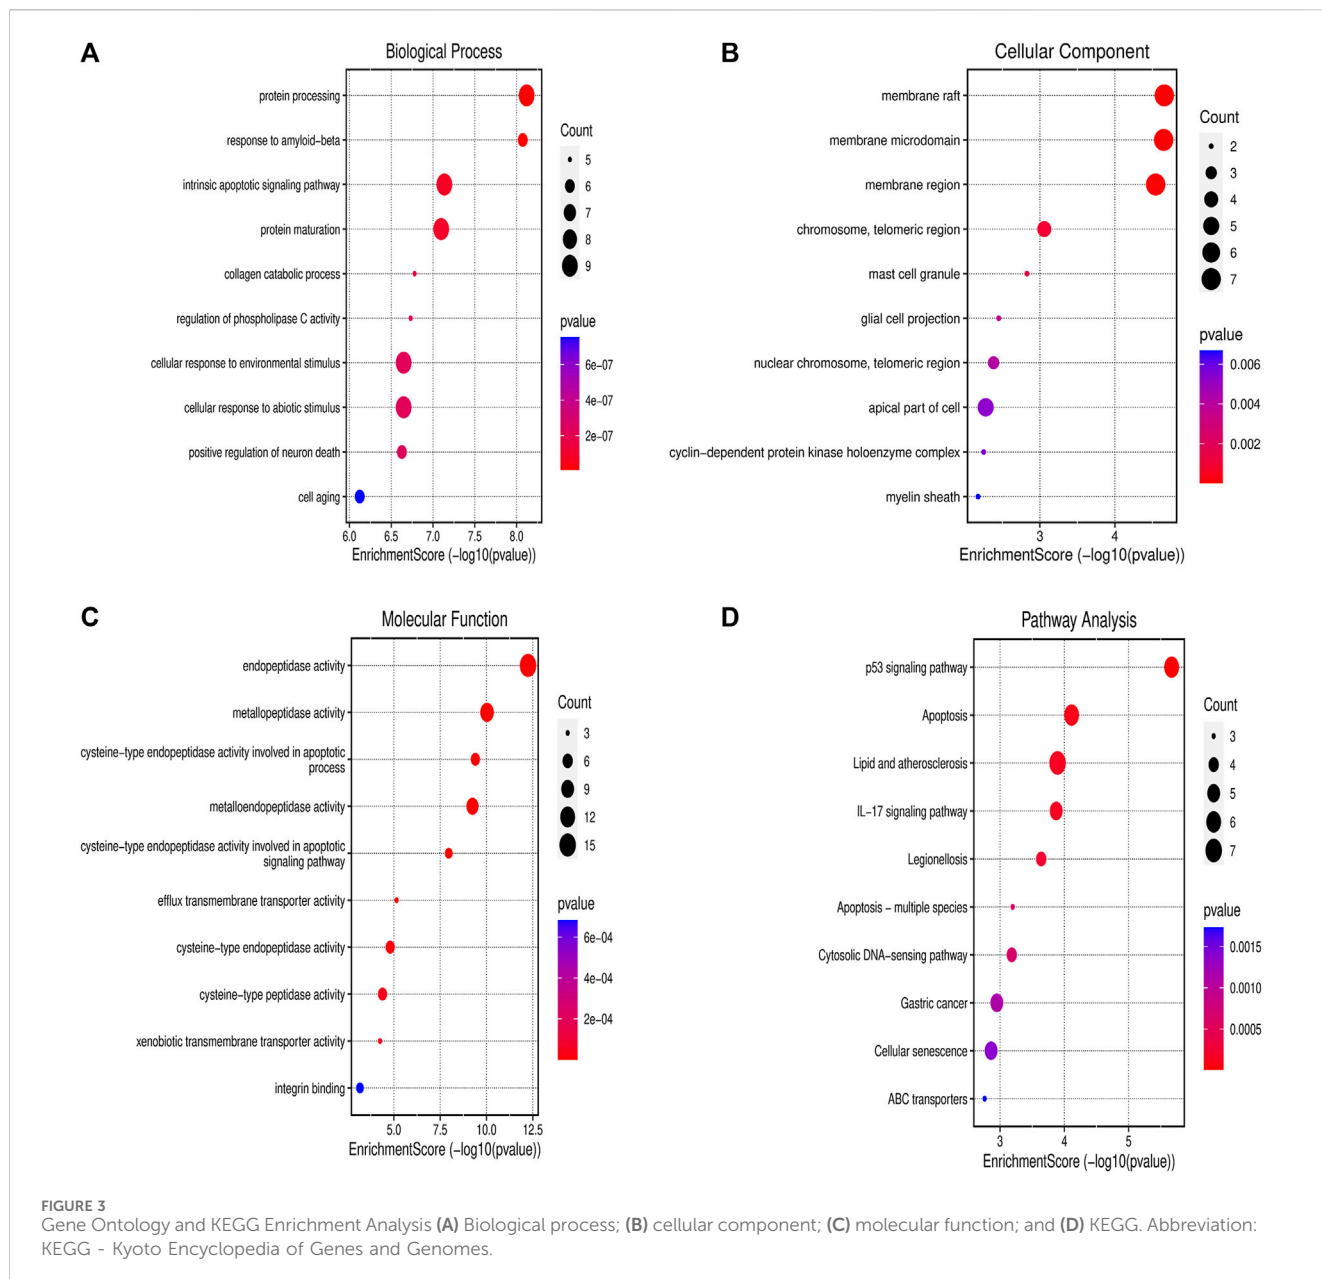 A
Biological Process
protein processing
response to amyloid−beta
intrinsic apoptotic signaling pathway
protein maturation
collagen catabolic process
regulation of phospholipase C activity
cellular response to environmental stimulus
cellular response to abiotic stimulus
positive regulation of neuron death
cell aging
6.0 6.5 7.0 7.5 8.0
EnrichmentScore (−log10(pvalue))
Count
5
6
7
8
9
pvalue
6e−07
4e−07
2e−07
B
Cellular Component
membrane raft
membrane microdomain
membrane region
chromosome, telomeric region
mast cell granule
glial cell projection
nuclear chromosome, telomeric region
apical part of cell
cyclin−dependent protein kinase holoenzyme complex
myelin sheath
3 4
EnrichmentScore (−log10(pvalue))
Count
2
3
4
5
6
7
pvalue
0.006
0.004
0.002
C
Molecular Function
endopeptidase activity
metallopeptidase activity
cysteine−type endopeptidase activity involved in apoptotic
process
metalloendopeptidase activity
cysteine−type endopeptidase activity involved in apoptotic
signaling pathway
efflux transmembrane transporter activity
cysteine−type endopeptidase activity
cysteine−type peptidase activity
xenobiotic transmembrane transporter activity
integrin binding
5.0 7.5 10.0 12.5
EnrichmentScore (−log10(pvalue))
Count
3
6
9
12
15
pvalue
6e−04
4e−04
2e−04
D
Pathway Analysis
p53 signaling pathway
Apoptosis
Lipid and atherosclerosis
IL−17 signaling pathway
Legionellosis
Apoptosis − multiple species
Cytosolic DNA−sensing pathway
Gastric cancer
Cellular senescence
ABC transporters
3 4 5
EnrichmentScore (−log10(pvalue))
Count
3
4
5
6
7
pvalue
0.0015
0.0010
0.0005
FIGURE 3
Gene Ontology and KEGG Enrichment Analysis (A) Biological process; (B) cellular component; (C) molecular function; and (D) KEGG. Abbreviation:
KEGG - Kyoto Encyclopedia of Genes and Genomes.